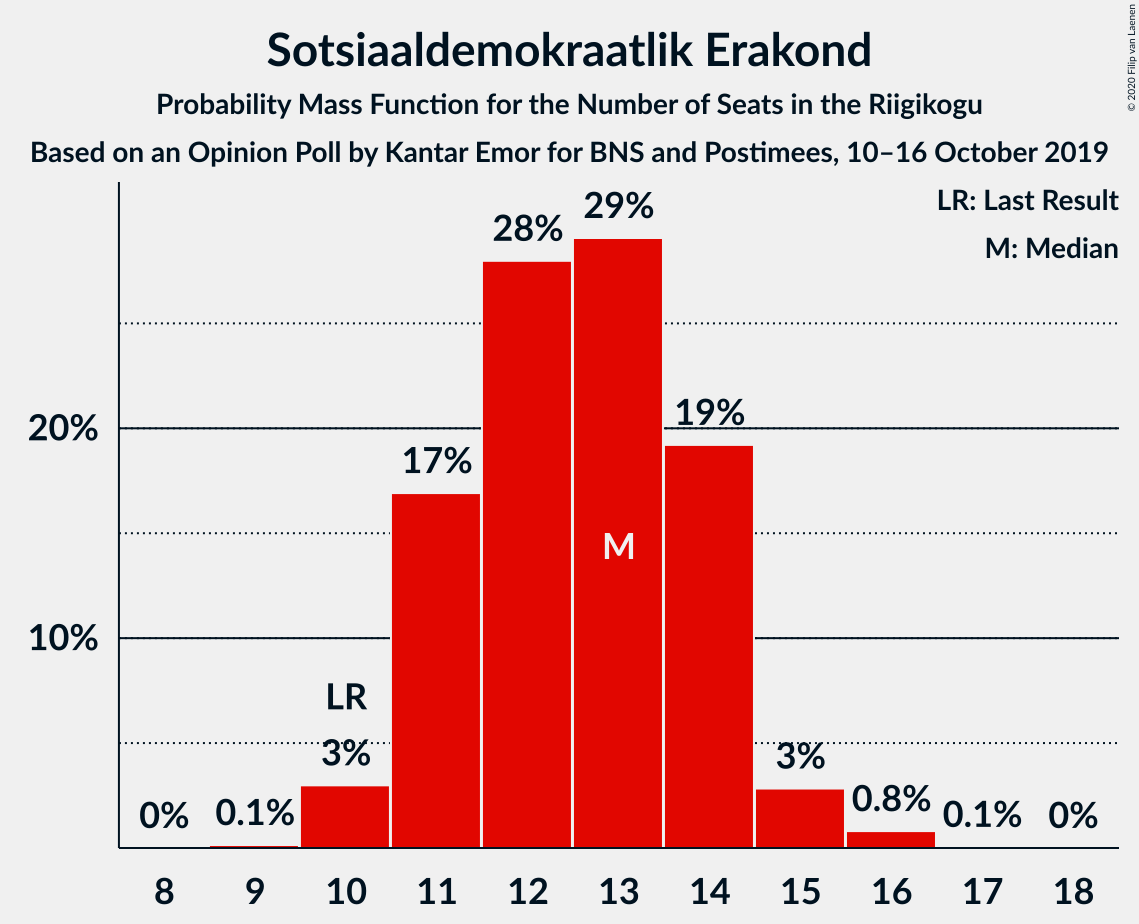 Sotsiaaldemokraatlik Erakond
Probability Mass Function for the Number of Seats in the Riigikogu
Based on an Opinion Poll by Kantar Emor for BNS and Postimees, 10–16 October 2019
© 2020 Filip van Laenen
LR: Last Result
M: Median
29%
28%
20%
19%
17%
M
10%
LR
3%
3%
0%
0.1%
0.8%
0.1%
0%
8 9 10 11 12 13 14 15 16 17 18